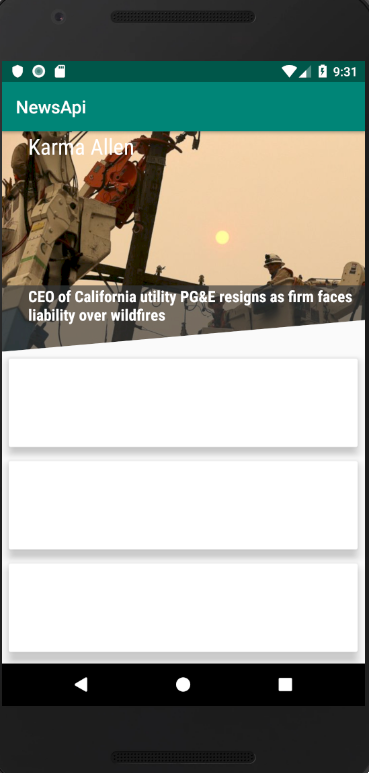 9:31
NewsApi
Karma Allen
CEO of California utility PG&E resigns as firm faces
liability over wildfires